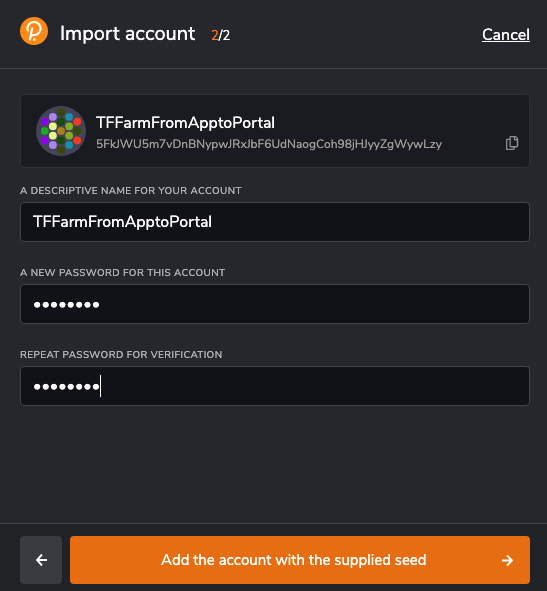 Import account 2/2 Cancel
TFFarmFromApptoPortal
5FkJWU5m7vDnBNypwJRxJbF6UdNaogCoh98jHJyyZgWywLzy
A DESCRIPTIVE NAME FOR YOUR ACCOUNT
TFFarmFromApptoPortal
A NEW PASSWORD FOR THIS ACCOUNT
••••••••
REPEAT PASSWORD FOR VERIFICATION
••••••••
Add the account with the supplied seed